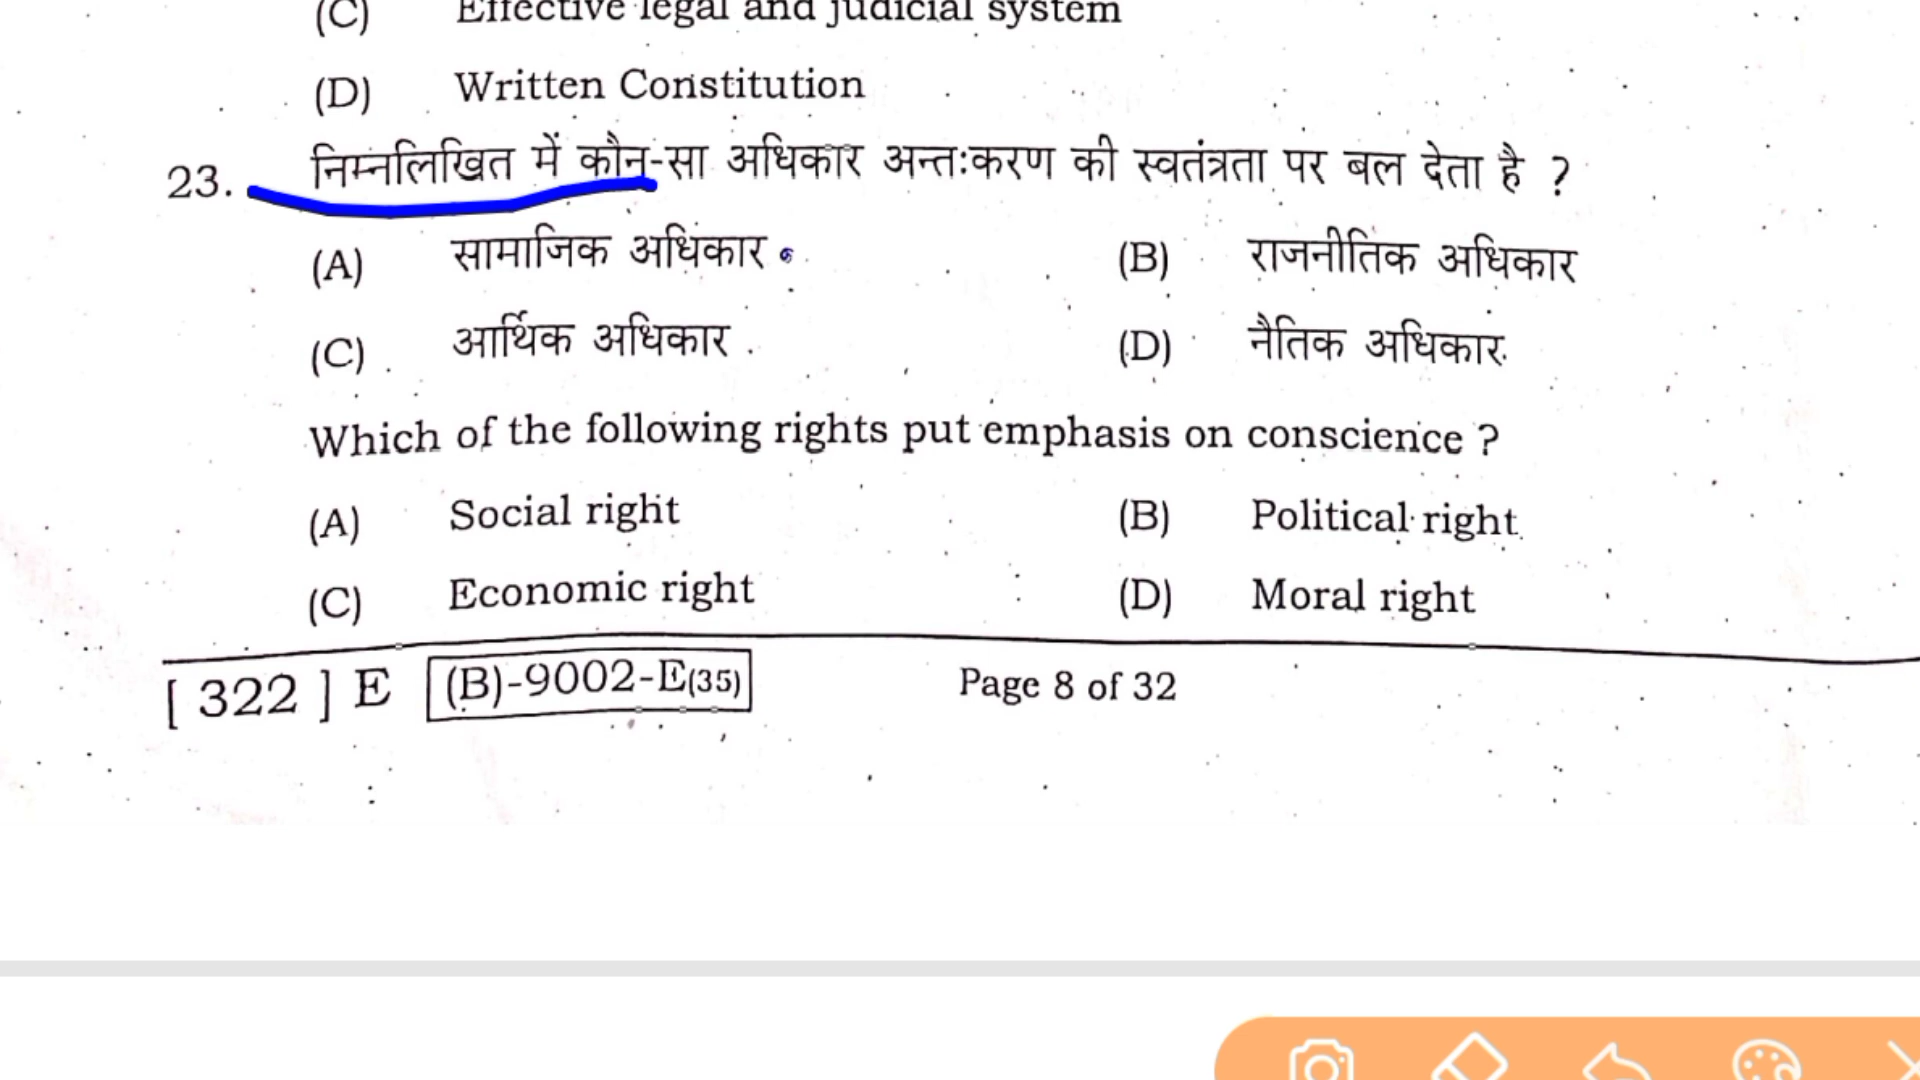 (C) Effective legal and judicial system
(D) Written Constitution
23. निम्नलिखित में कौन-सा अधिकार अन्तःकरण की स्वतंत्रता पर बल देता है ?
(A) सामाजिक अधिकार (B) राजनीतिक अधिकार
(C) आर्थिक अधिकार (D) नैतिक अधिकार
Which of the following rights put emphasis on conscience ?
(A) Social right (B) Political right
(C) Economic right (D) Moral right
[ 322 ] E (B)-9002-E(35) Page 8 of 32